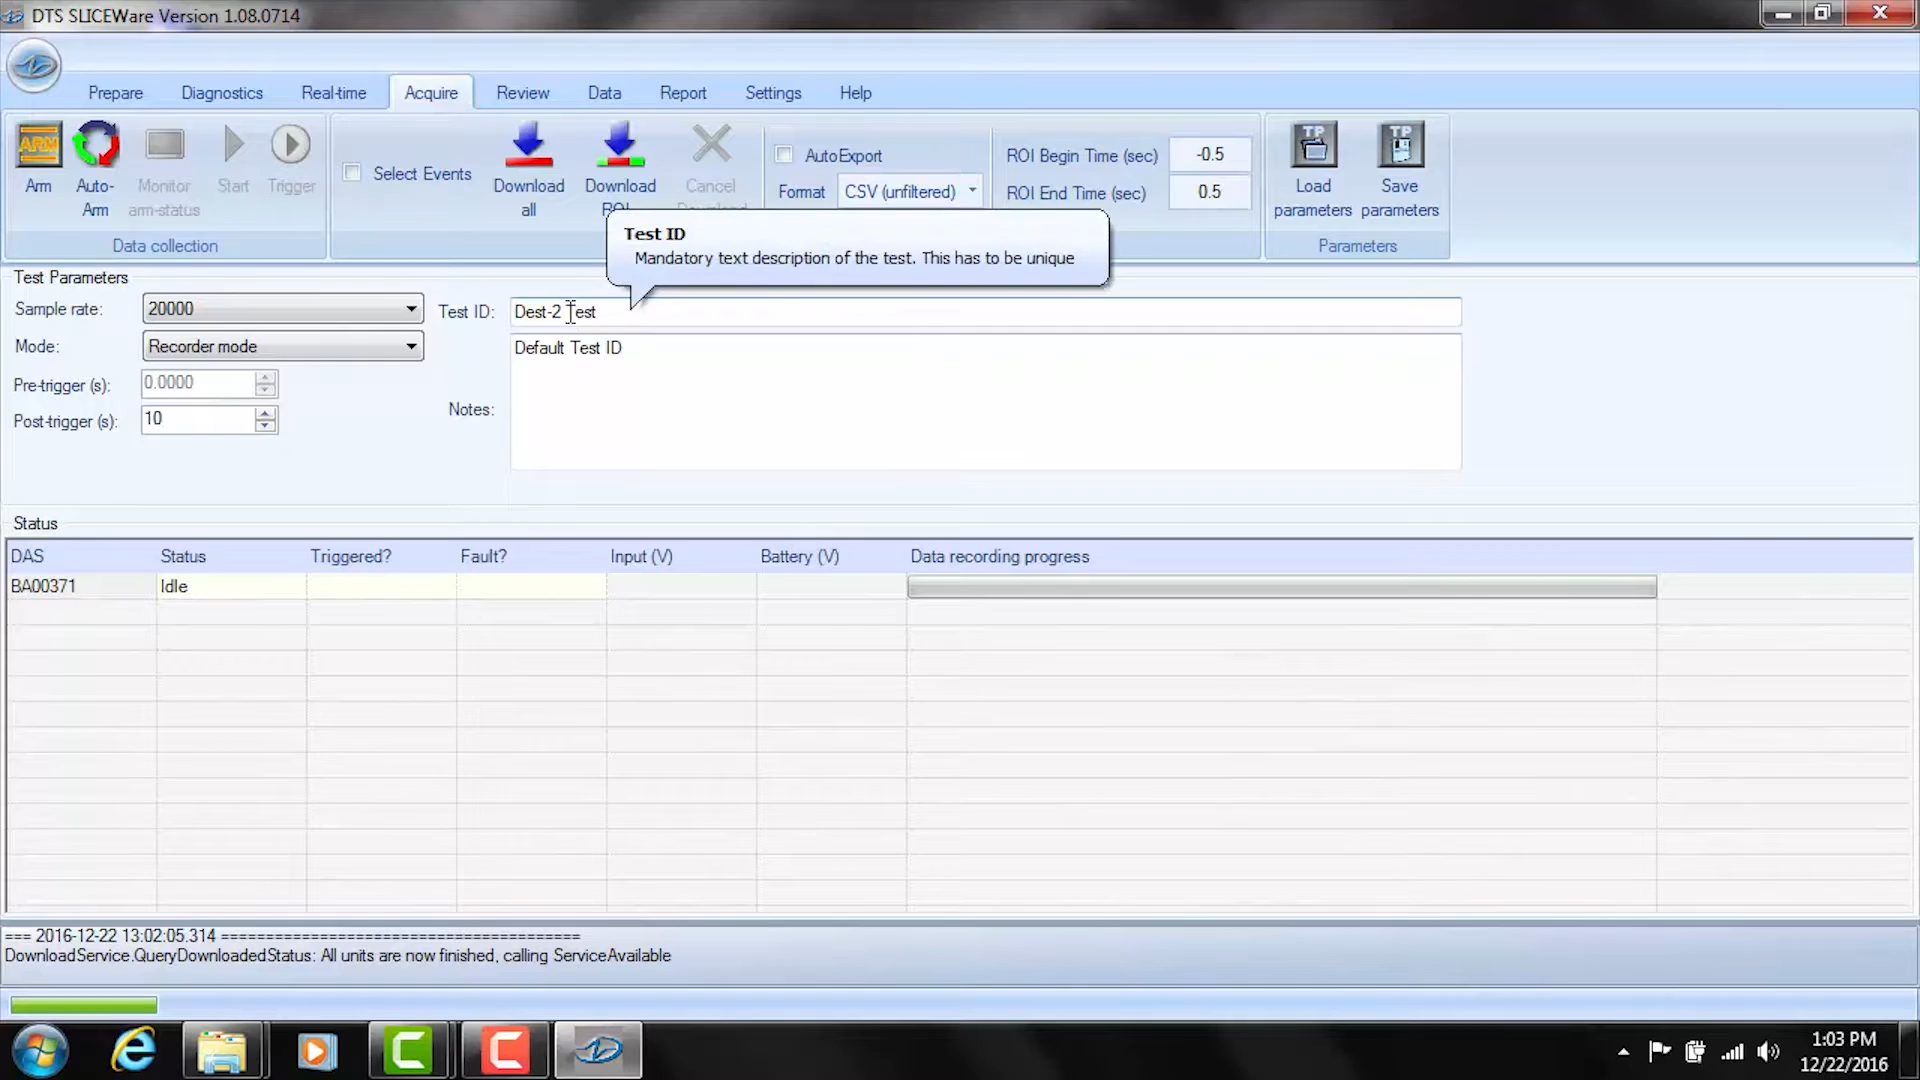 DTS SLICEWare Version 1.08.0714
Prepare Diagnostics Real-time Acquire Review Data Report Settings Help
ARM
Arm
Auto-
Arm
Monitor
arm-status
Start
Trigger
Data collection
Select Events
Download
all
Download
ROI
Cancel
Download
AutoExport
Format CSV (unfiltered)
ROI Begin Time (sec) -0.5
ROI End Time (sec) 0.5
TP
Load
parameters
TP
Save
parameters
Parameters
Test ID
Mandatory text description of the test. This has to be unique
Test Parameters
Sample rate: 20000
Mode: Recorder mode
Pre-trigger (s): 0.0000
Post-trigger (s): 10
Test ID: Dest-2 Test
Notes: Default Test ID
Status
DAS Status Triggered? Fault? Input (V) Battery (V) Data recording progress
BA00371 Idle
=== 2016-12-22 13:02:05.314 ========================================
DownloadService.QueryDownloadedStatus: All units are now finished, calling ServiceAvailable
1:03 PM
12/22/2016